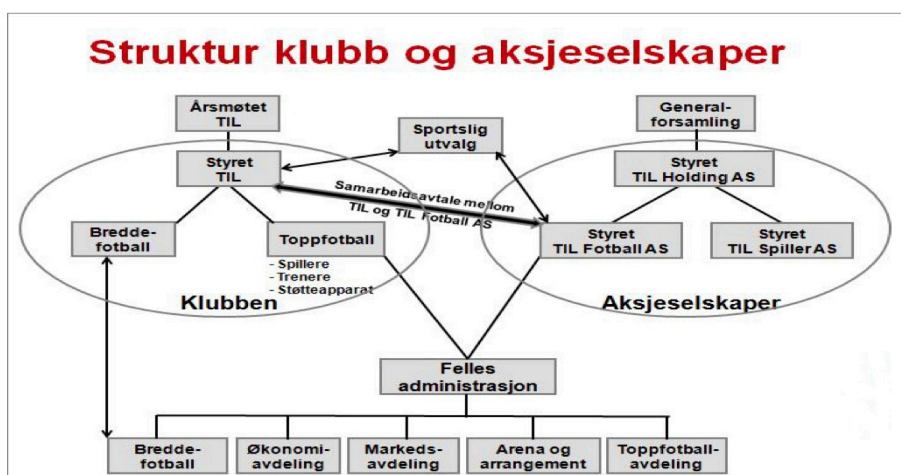 Struktur klubb og aksjeselskaper
Årsmøtet
TIL
Sportslig
utvalg
General-
forsamling
Styret
TIL
Styret
TIL Holding AS
Samarbeidsavtale mellom
TIL og TIL Fotball AS
Bredde-
fotball
Toppfotball
- Spillere
- Trenere
- Støtteapparat
Klubben
Styret
TIL Fotball AS
Styret
TIL Spiller AS
Aksjeselskaper
Felles
administrasjon
Bredde-
fotball
Økonomi-
avdeling
Markeds-
avdeling
Arena og
arrangement
Toppfotball-
avdeling